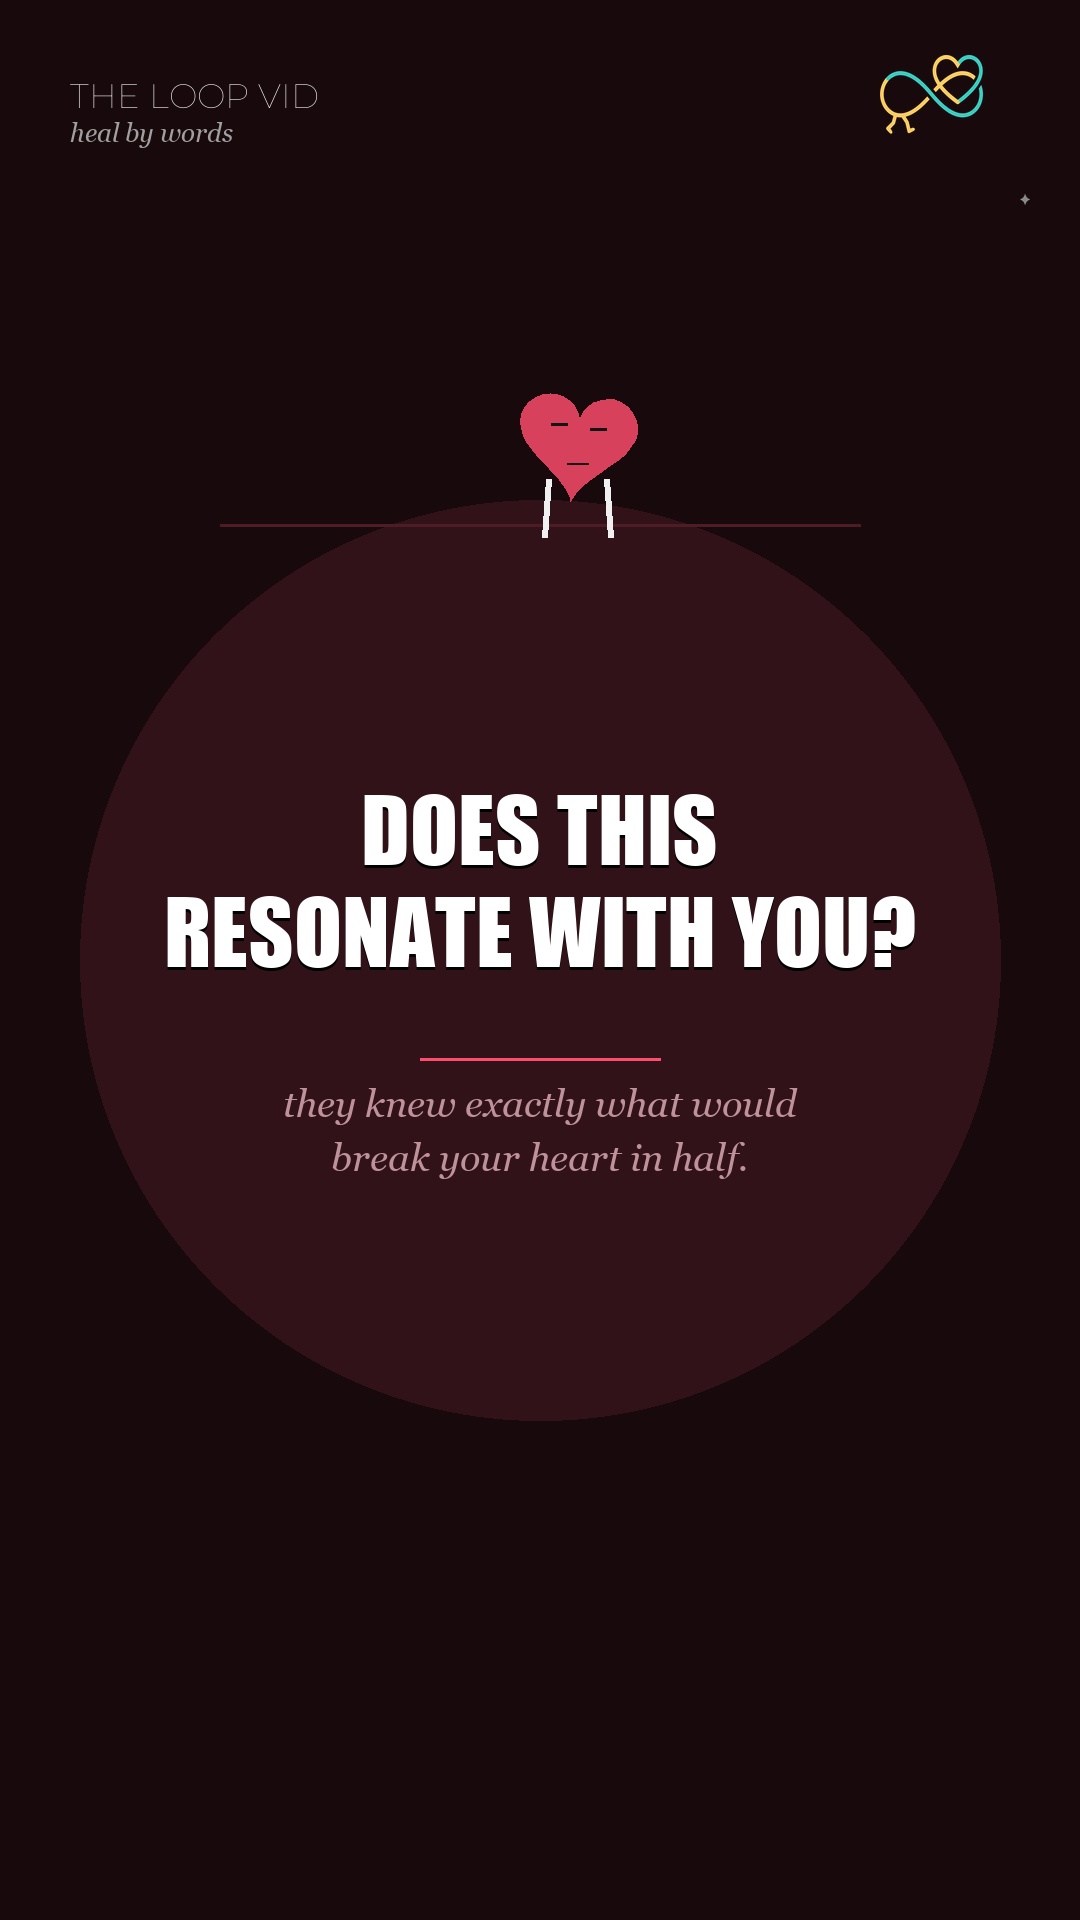 THE LOOP VID
heal by words
DOES THIS
RESONATE WITH YOU?
they knew exactly what would
break your heart in half.